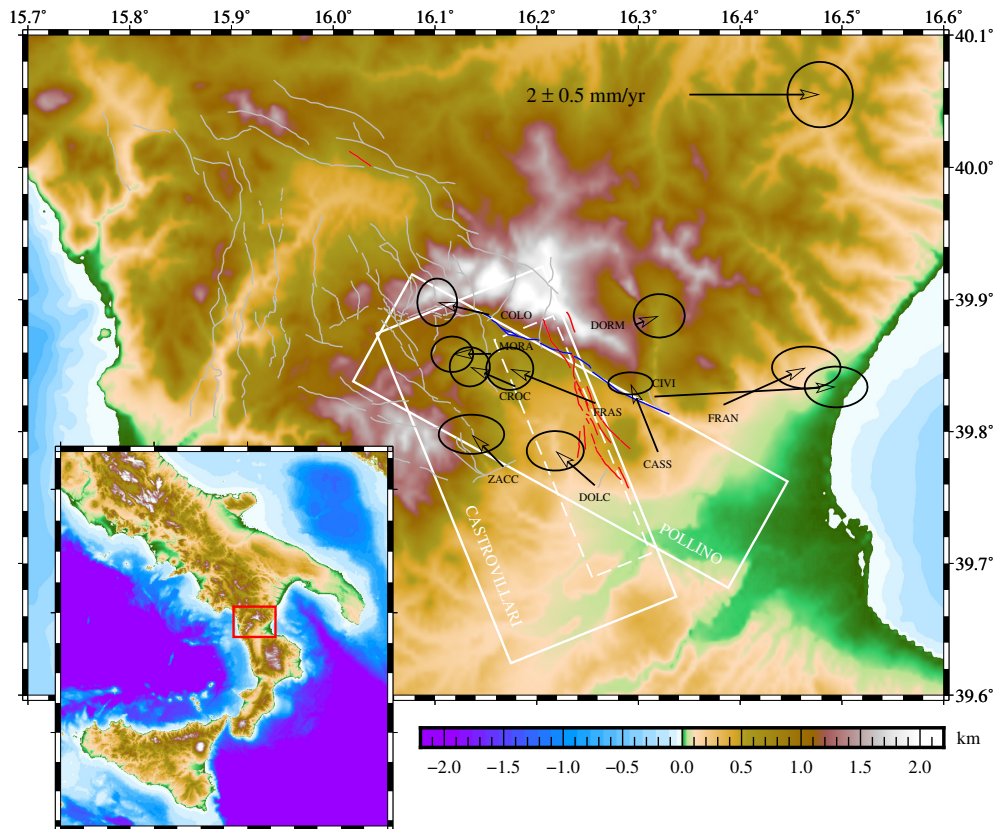 15.7° 15.8° 15.9° 16.0° 16.1° 16.2° 16.3° 16.4° 16.5° 16.6°
40.1°
2 ± 0.5 mm/yr
40.0°
39.9°
COLO
DORM
MORA
CIVI
CROC
FRAS
FRAN
39.8°
CASS
ZACC
DOLC
CASTROVILLARI
POLLINO
39.7°
39.6°
km
−2.0 −1.5 −1.0 −0.5 0.0 0.5 1.0 1.5 2.0